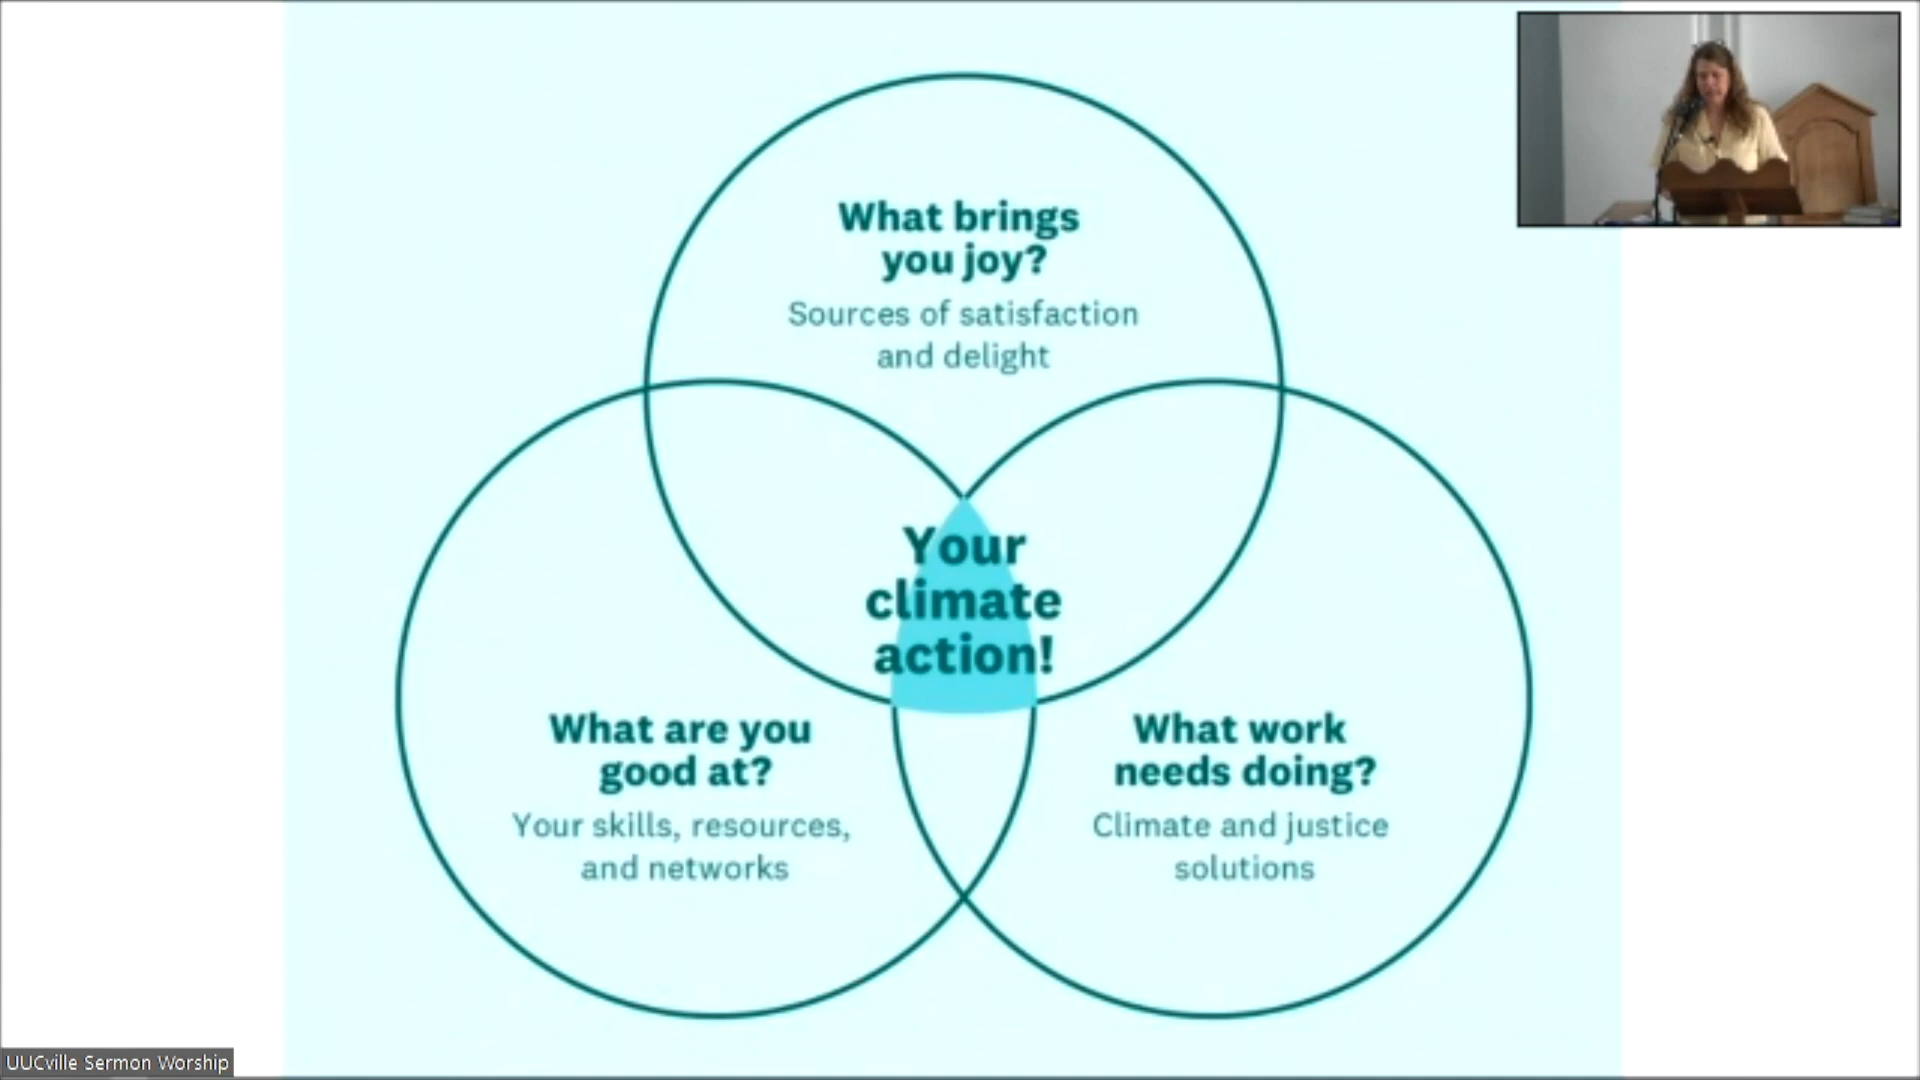 What brings
you joy?
Sources of satisfaction
and delight
Your
climate
action!
What are you
good at?
Your skills, resources,
and networks
What work
needs doing?
Climate and justice
solutions
UUCville Sermon Worship